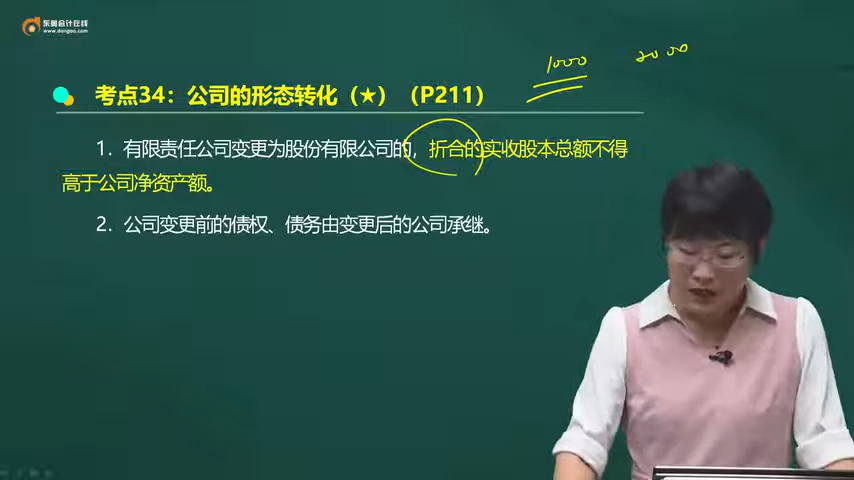 东奥会计在线
www.dongao.com
1000 2000
考点34：公司的形态转化（★）（P211）
1．有限责任公司变更为股份有限公司的，折合的实收股本总额不得
高于公司净资产额。
2．公司变更前的债权、债务由变更后的公司承继。